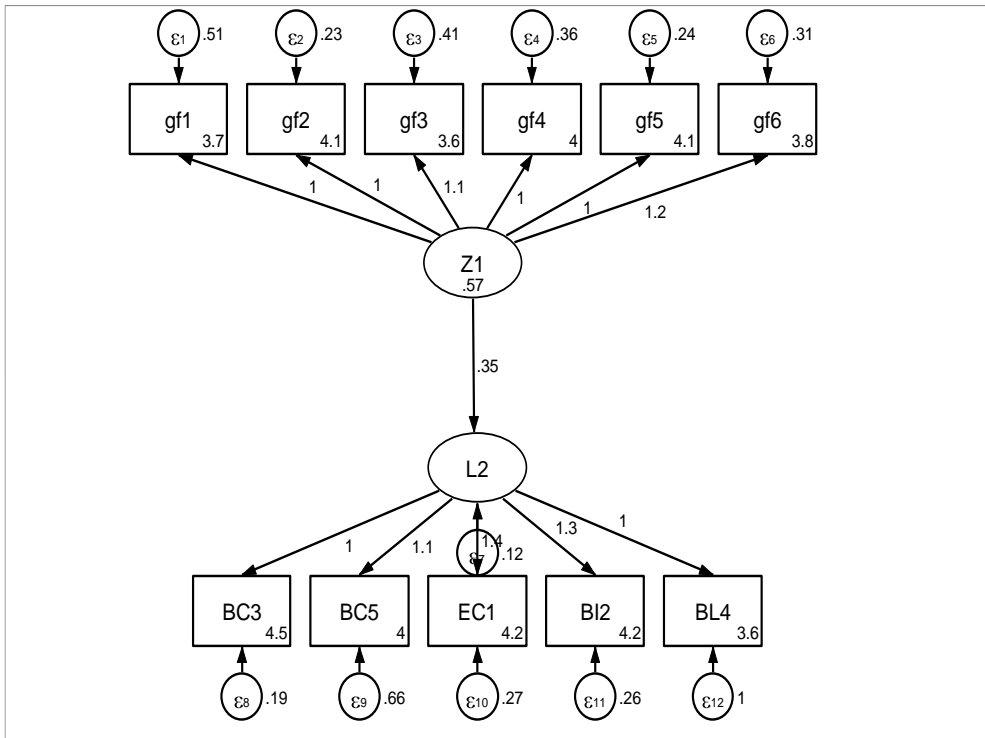 ε1 .51 ε2 .23 ε3 .41 ε4 .36 ε5 .24 ε6 .31
gf1 gf2 gf3 gf4 gf5 gf6
3.7 4.1 3.6 4 4.1 3.8
1 1 1.1 1 1 1.2
Z1
.57
.35
L2
1 1.1 1.4 1.3 1
ε7 .12
BC3 BC5 EC1 BI2 BL4
4.5 4 4.2 4.2 3.6
ε8 .19 ε9 .66 ε10 .27 ε11 .26 ε12 1